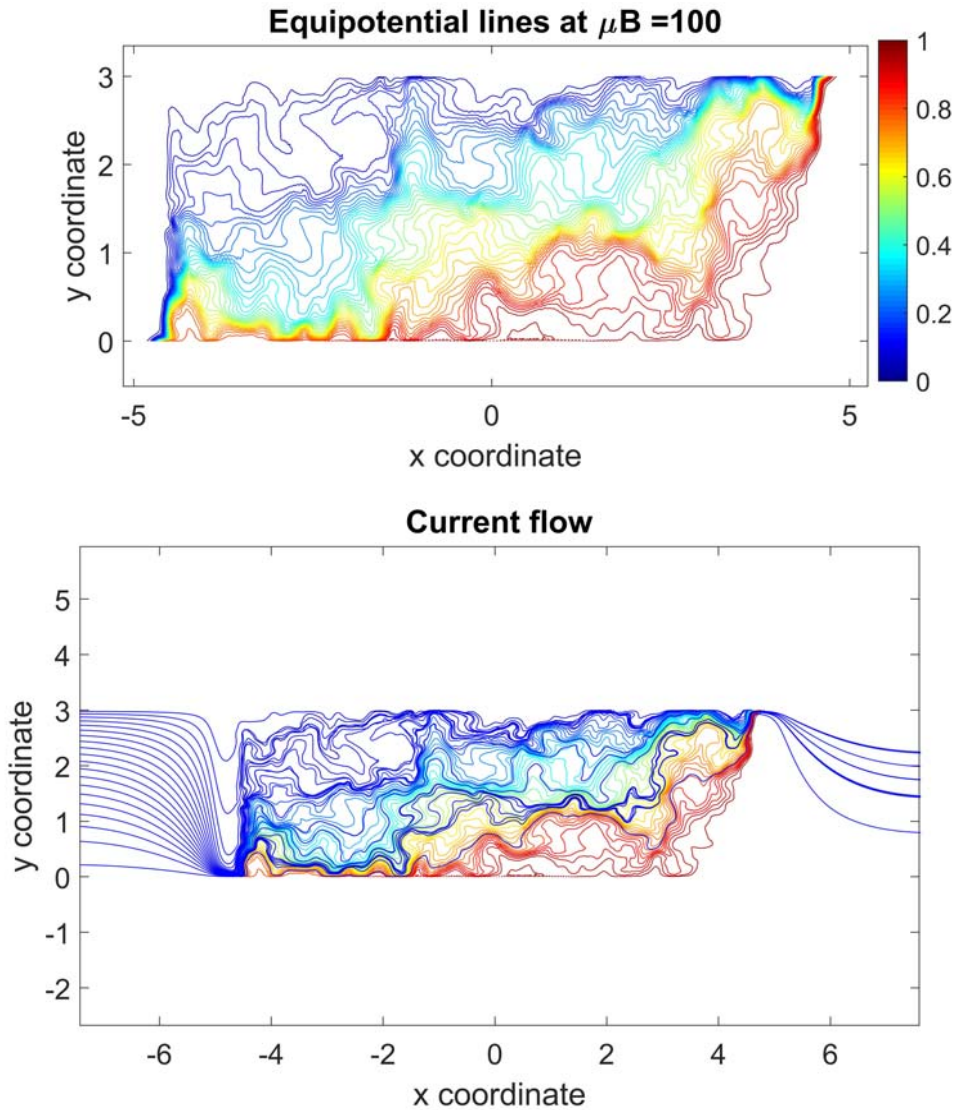 Equipotential lines at μB =100
3
2
1
0
y coordinate
-5 0 5
x coordinate
1
0.8
0.6
0.4
0.2
0
Current flow
5
4
3
2
1
0
-1
-2
y coordinate
-6 -4 -2 0 2 4 6
x coordinate